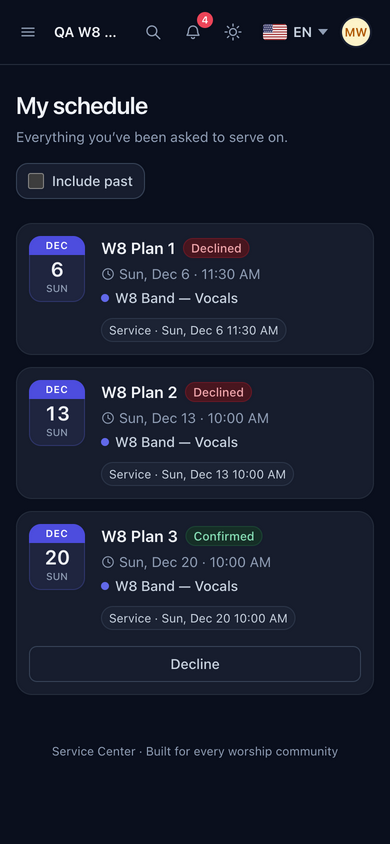 QA W8 ...
4
EN
MW
My schedule
Everything you've been asked to serve on.
Include past
DEC
6
SUN
W8 Plan 1
Declined
Sun, Dec 6 · 11:30 AM
W8 Band — Vocals
Service · Sun, Dec 6 11:30 AM
DEC
13
SUN
W8 Plan 2
Declined
Sun, Dec 13 · 10:00 AM
W8 Band — Vocals
Service · Sun, Dec 13 10:00 AM
DEC
20
SUN
W8 Plan 3
Confirmed
Sun, Dec 20 · 10:00 AM
W8 Band — Vocals
Service · Sun, Dec 20 10:00 AM
Decline
Service Center · Built for every worship community